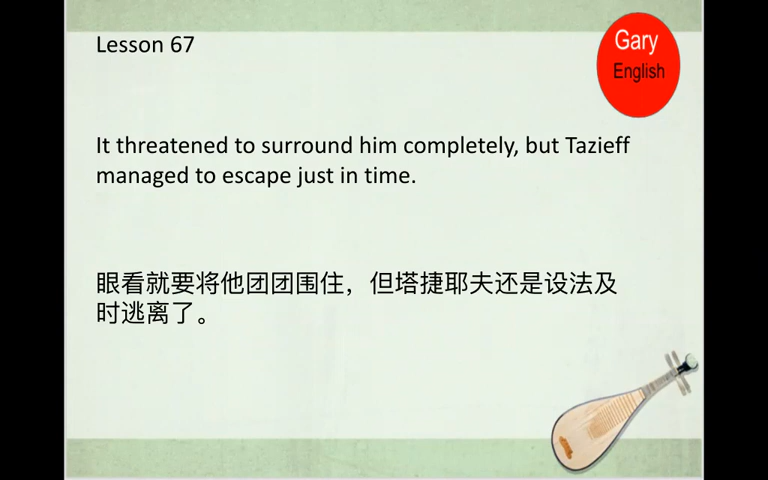 Lesson 67
Gary
English
It threatened to surround him completely, but Tazieff
managed to escape just in time.
眼看就要将他团团围住，但塔捷耶夫还是设法及
时逃离了。